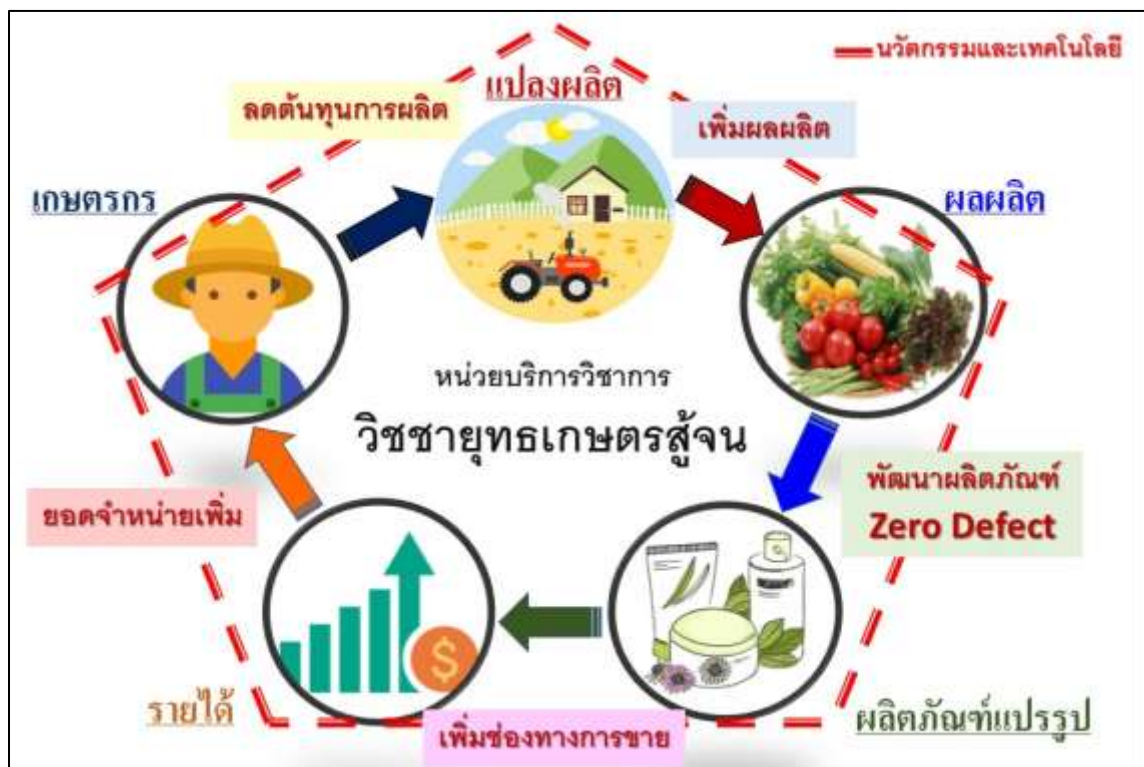 นวัตกรรมและเทคโนโลยี
แปลงผลิต
ลดต้นทุนการผลิต
เพิ่มผลผลิต
เกษตรกร
ผลผลิต
หน่วยบริการวิชาการ
วิชชายุทธเกษตรสู้จน
พัฒนาผลิตภัณฑ์
Zero Defect
ยอดจำหน่ายเพิ่ม
$
รายได้
ผลิตภัณฑ์แปรรูป
เพิ่มช่องทางการขาย